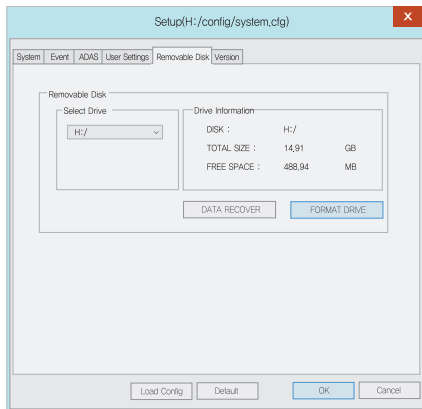 Setup(H:/config/system,cfg)
X
System Event ADAS User Settings Removable Disk Version
Removable Disk
Select Drive
H:/
Drive Information
DISK : H:/
TOTAL SIZE : 14,91 GB
FREE SPACE : 488,94 MB
DATA RECOVER FORMAT DRIVE
Load Config Default OK Cancel